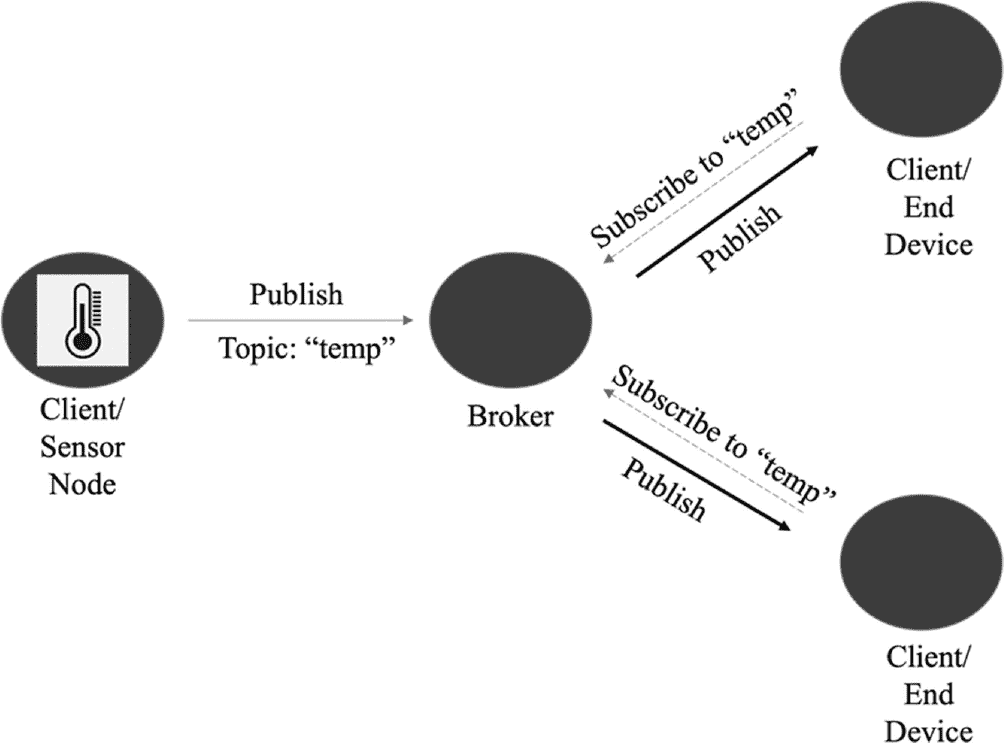 Client/
Sensor
Node
Publish
Topic: “temp”
Broker
Subscribe to “temp”
Publish
Client/
End
Device
Subscribe to “temp”
Publish
Client/
End
Device